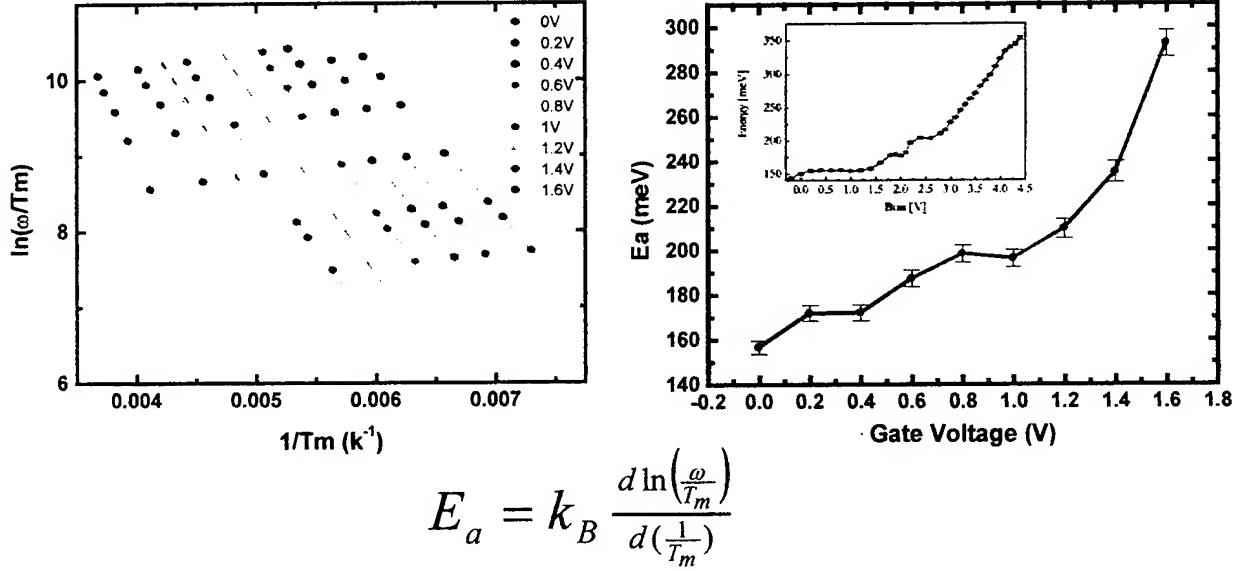 ln(ω/Tm)
10
8
6
0.004
0.005
0.006
0.007
1/Tm (k⁻¹)
0V
0.2V
0.4V
0.6V
0.8V
1V
1.2V
1.4V
1.6V
Ea (meV)
300
280
260
240
220
200
180
160
140
-0.2
0.0
0.2
0.4
0.6
0.8
1.0
1.2
1.4
1.6
1.8
Gate Voltage (V)
Energy [meV]
350
300
250
200
150
0.0
0.5
1.0
1.5
2.0
2.5
3.0
3.5
4.0
4.5
Bias [V]
E_a = k_B d ln(ω/T_m) / d(1/T_m)